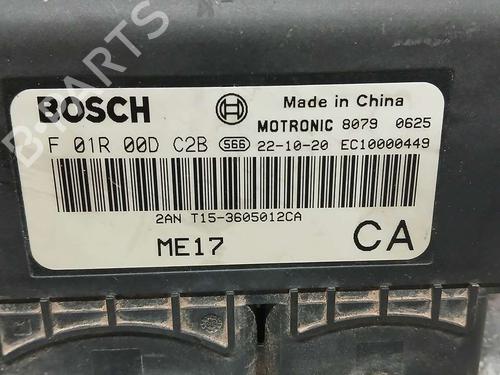 B-PARTS
BOSCH
Made in China
MOTRONIC 8079 0625
F 01R 00D C2B S66 22-10-20 EC10000449
2AN T15-3605012CA
ME17
CA